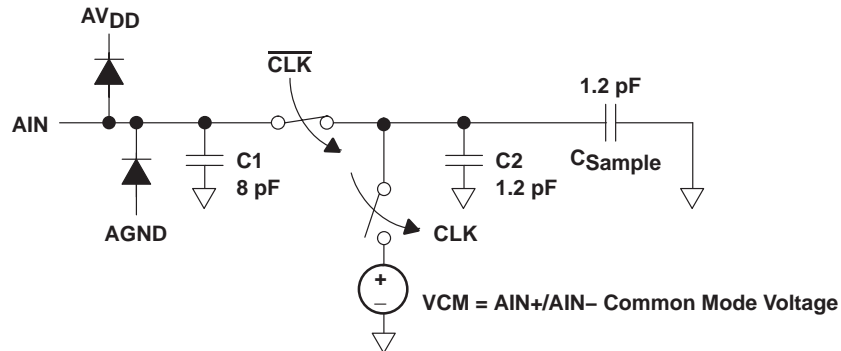 AVDD
CLK
1.2 pF
AIN
C1
8 pF
C2
1.2 pF
CSample
AGND
CLK
+
–
VCM = AIN+/AIN– Common Mode Voltage